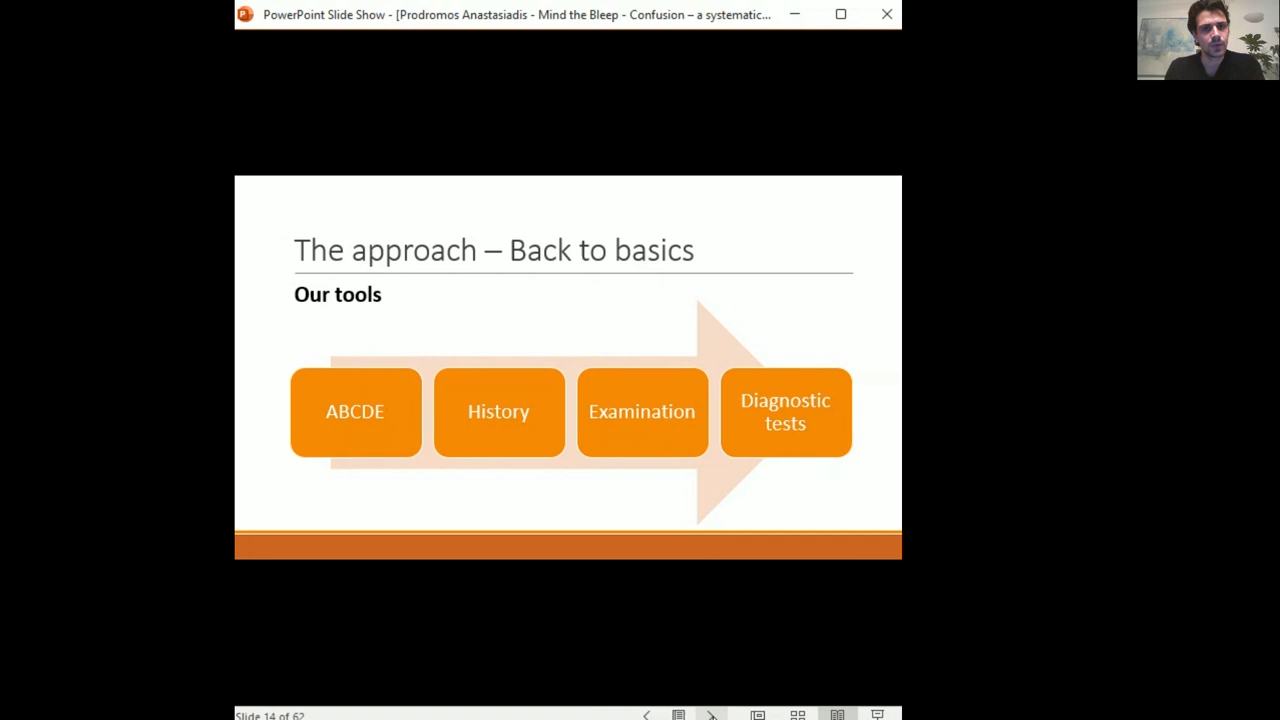 PowerPoint Slide Show - [Prodromos Anastasiadis - Mind the Bleep - Confusion – a systematic...
The approach – Back to basics
Our tools
ABCDE
History
Examination
Diagnostic
tests
Slide 14 of 62